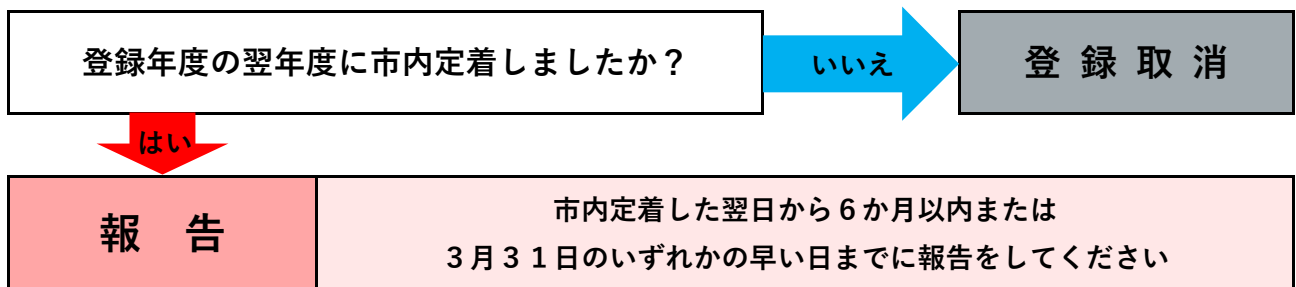 登録年度の翌年度に市内定着しましたか？
いいえ
登 録 取 消
はい
報　告
市内定着した翌日から６か月以内または
３月３１日のいずれかの早い日までに報告をしてください